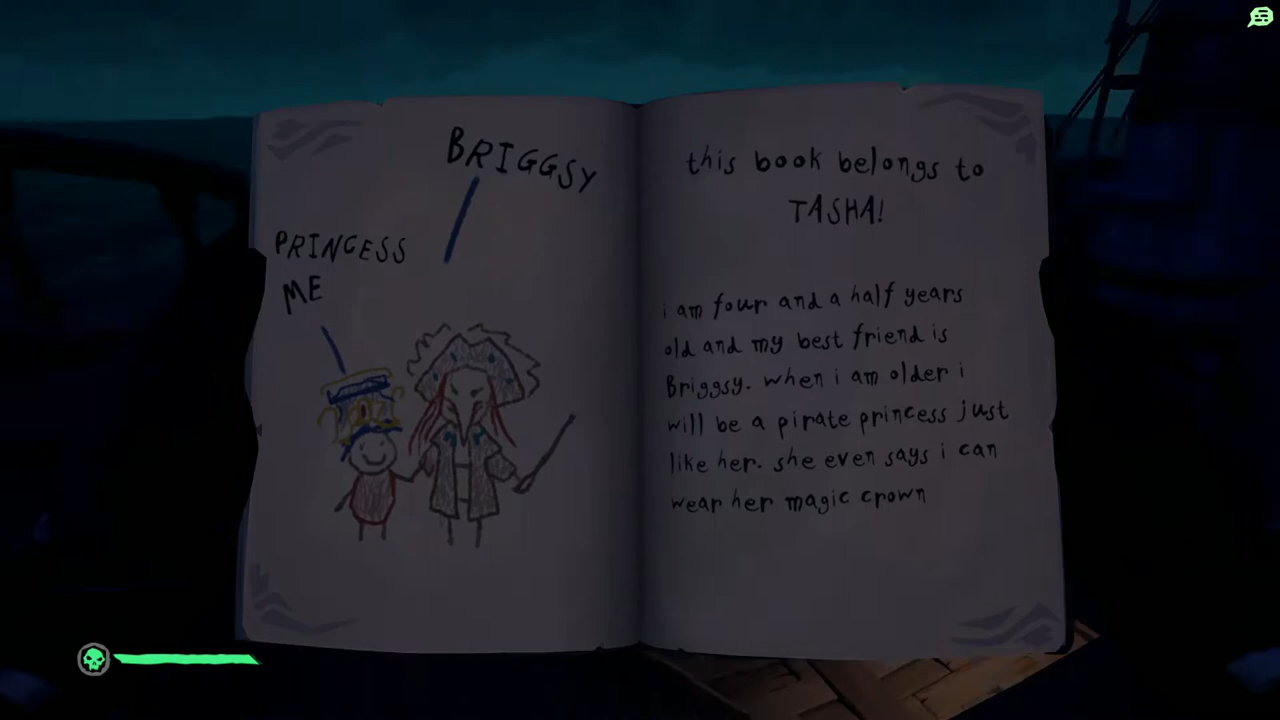 BRIGGSY
PRINCESS
ME
this book belongs to
TASHA!
i am four and a half years
old and my best friend is
Briggsy. when i am older i
will be a pirate princess just
like her. she even says i can
wear her magic crown